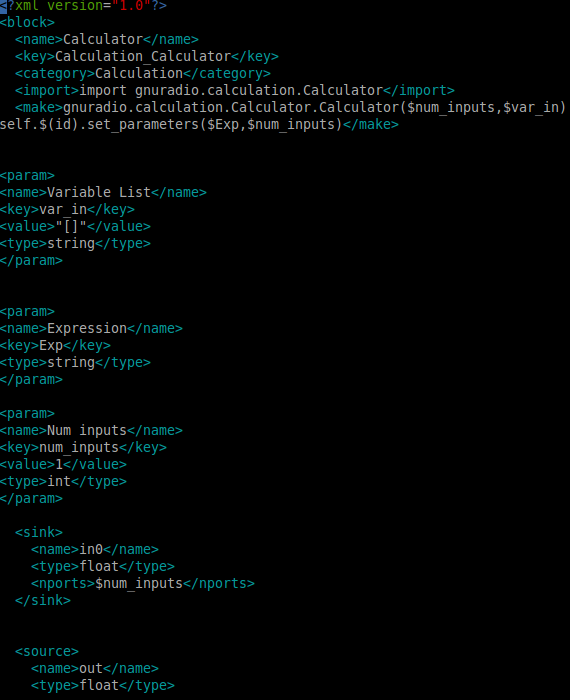 <?xml version="1.0"?>
<block>
  <name>Calculator</name>
  <key>Calculation_Calculator</key>
  <category>Calculation</category>
  <import>import gnuradio.calculation.Calculator</import>
  <make>gnuradio.calculation.Calculator.Calculator($num_inputs,$var_in)
self.$(id).set_parameters($Exp,$num_inputs)</make>
<param>
<name>Variable List</name>
<key>var_in</key>
<value>"[]"</value>
<type>string</type>
</param>
<param>
<name>Expression</name>
<key>Exp</key>
<type>string</type>
</param>
<param>
<name>Num inputs</name>
<key>num_inputs</key>
<value>1</value>
<type>int</type>
</param>
  <sink>
    <name>in0</name>
    <type>float</type>
    <nports>$num_inputs</nports>
  </sink>
  <source>
    <name>out</name>
    <type>float</type>